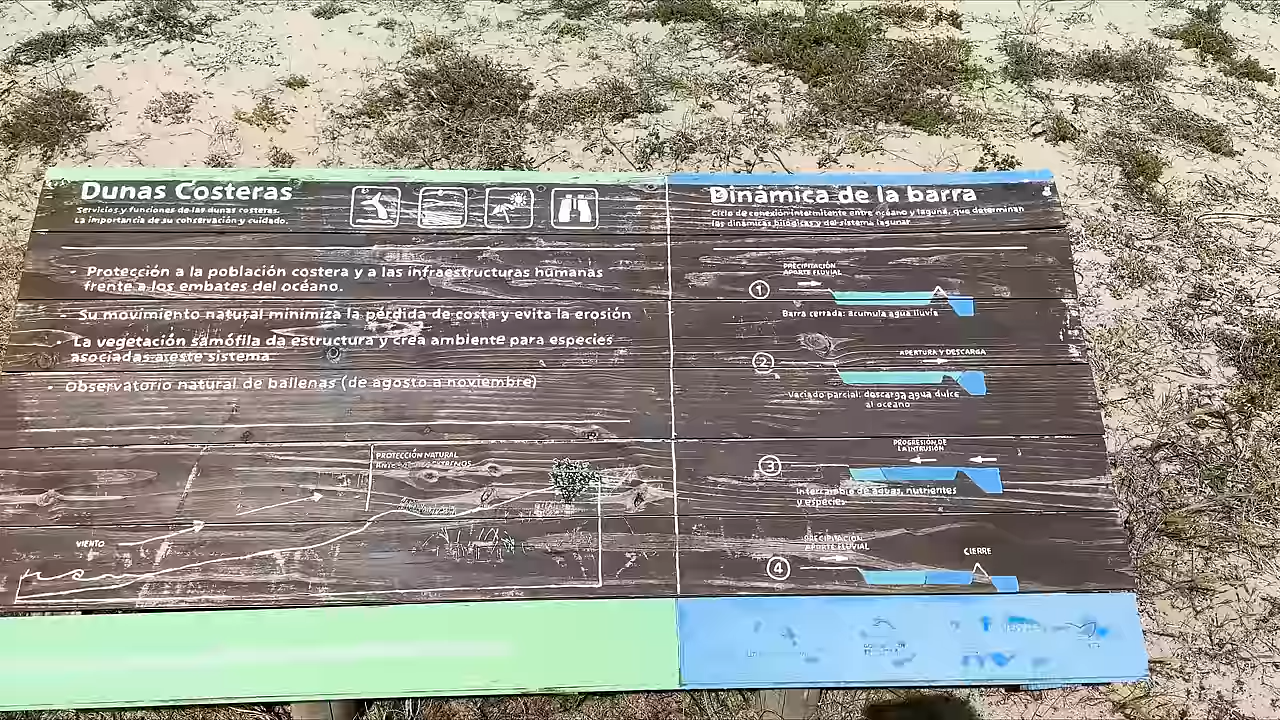 Dunas Costeras
Servicios y funciones de las dunas costeras.
La importancia de su conservación y cuidado.
- Protección a la población costera y a las infraestructuras humanas
frente a los embates del océano.
- Su movimiento natural minimiza la pérdida de costa y evita la erosión
- La vegetación samófila da estructura y crea ambiente para especies
asociadas a este sistema
- Observatorio natural de ballenas (de agosto a noviembre)
PROTECCIÓN NATURAL
VIENTO
Dinámica de la barra
Ciclo de conexión intermitente entre océano y laguna, que determinan
las dinámicas biológicas y del sistema lagunar
PRECIPITACIÓN
APORTE FLUVIAL
1
Barra cerrada: acumula agua lluvia
2
APERTURA Y DESCARGA
Vaciado parcial: descarga agua dulce
al océano
PROGRESIÓN DE
LA INTRUSIÓN
3
Intercambio de aguas, nutrientes
y especies
PRECIPITACIÓN
APORTE FLUVIAL
CIERRE
4